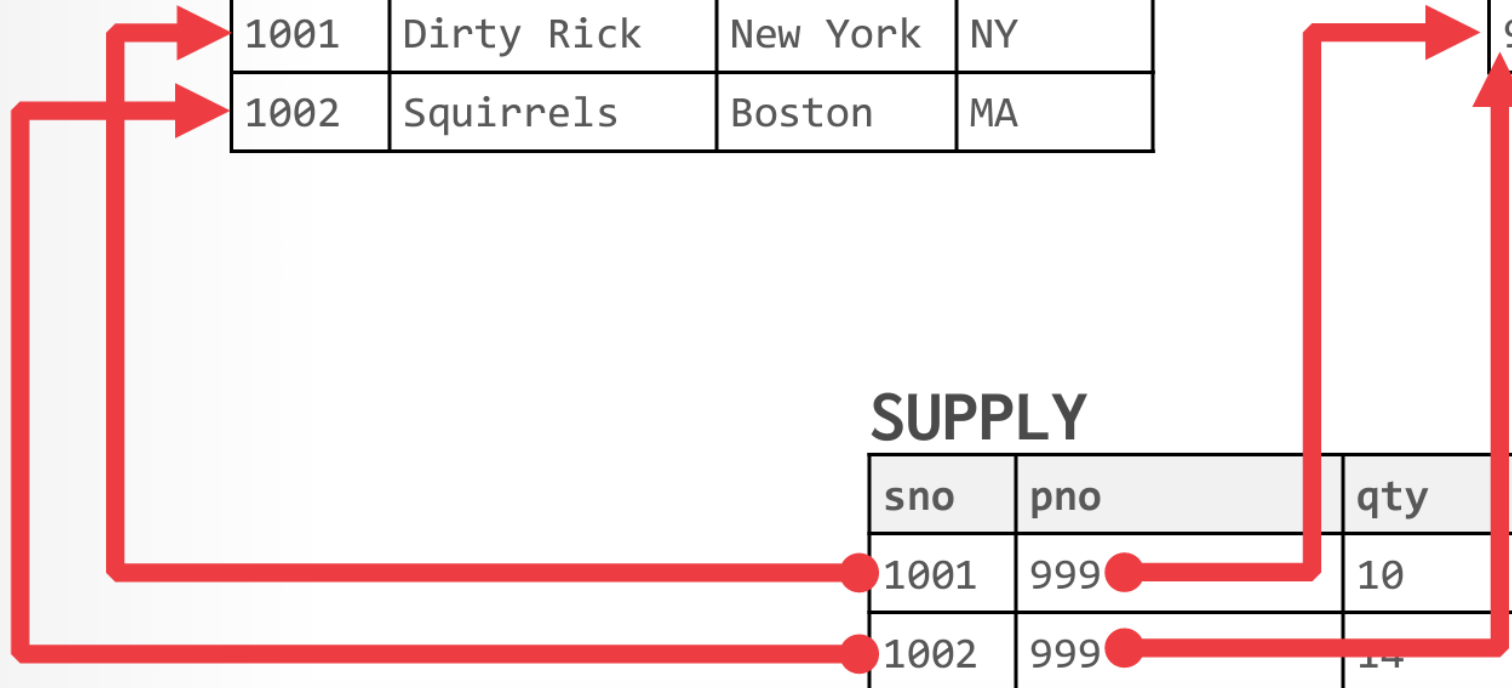 1001 Dirty Rick New York NY
1002 Squirrels Boston MA
SUPPLY
sno pno qty
1001 999 10
1002 999 14